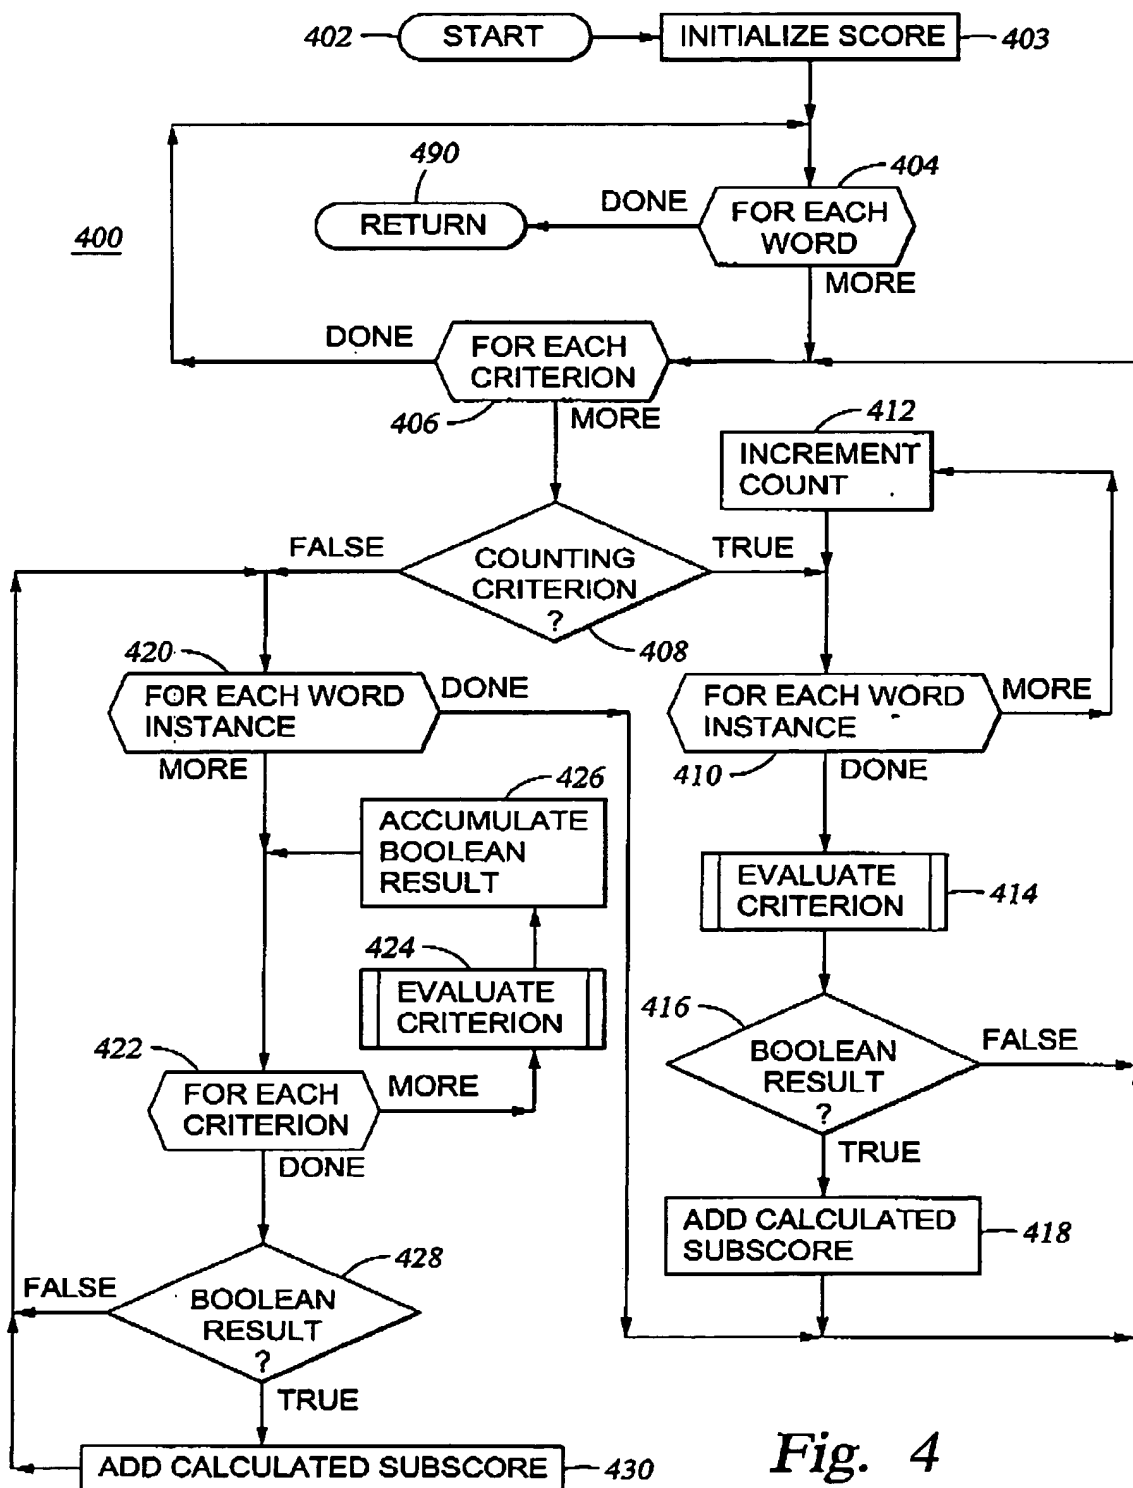 402
START
INITIALIZE SCORE
403
490
404
DONE
FOR EACH
WORD
RETURN
400
MORE
DONE
FOR EACH
CRITERION
406
MORE
412
INCREMENT
COUNT
FALSE
COUNTING
CRITERION
?
TRUE
408
420
FOR EACH WORD
INSTANCE
DONE
MORE
FOR EACH WORD
INSTANCE
MORE
410
DONE
426
ACCUMULATE
BOOLEAN
RESULT
EVALUATE
CRITERION
414
424
EVALUATE
CRITERION
416
BOOLEAN
RESULT
?
FALSE
TRUE
422
FOR EACH
CRITERION
MORE
DONE
ADD CALCULATED
SUBSCORE
418
428
FALSE
BOOLEAN
RESULT
?
TRUE
ADD CALCULATED SUBSCORE
430
Fig. 4